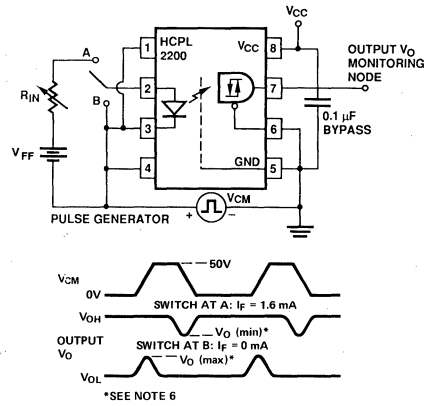 HCPL
2200
VCC
VCC
1
2
3
4
8
7
6
5
A
B
RIN
VFF
OUTPUT VO
MONITORING
NODE
0.1 µF
BYPASS
GND
VCM
PULSE GENERATOR
+
−
50V
VCM
0V
SWITCH AT A: IF = 1.6 mA
VOH
VO (min)*
OUTPUT
VO
SWITCH AT B: IF = 0 mA
VO (max)*
VOL
*SEE NOTE 6